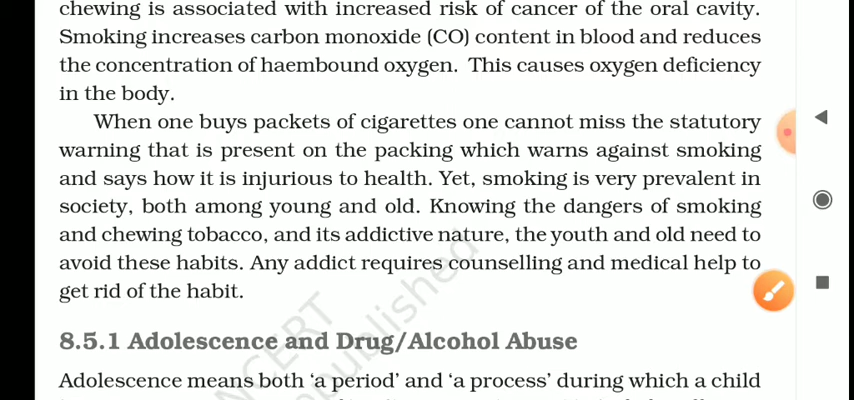 chewing is associated with increased risk of cancer of the oral cavity.
Smoking increases carbon monoxide (CO) content in blood and reduces
the concentration of haembound oxygen. This causes oxygen deficiency
in the body.
When one buys packets of cigarettes one cannot miss the statutory
warning that is present on the packing which warns against smoking
and says how it is injurious to health. Yet, smoking is very prevalent in
society, both among young and old. Knowing the dangers of smoking
and chewing tobacco, and its addictive nature, the youth and old need to
avoid these habits. Any addict requires counselling and medical help to
get rid of the habit.
8.5.1 Adolescence and Drug/Alcohol Abuse
Adolescence means both ‘a period’ and ‘a process’ during which a child